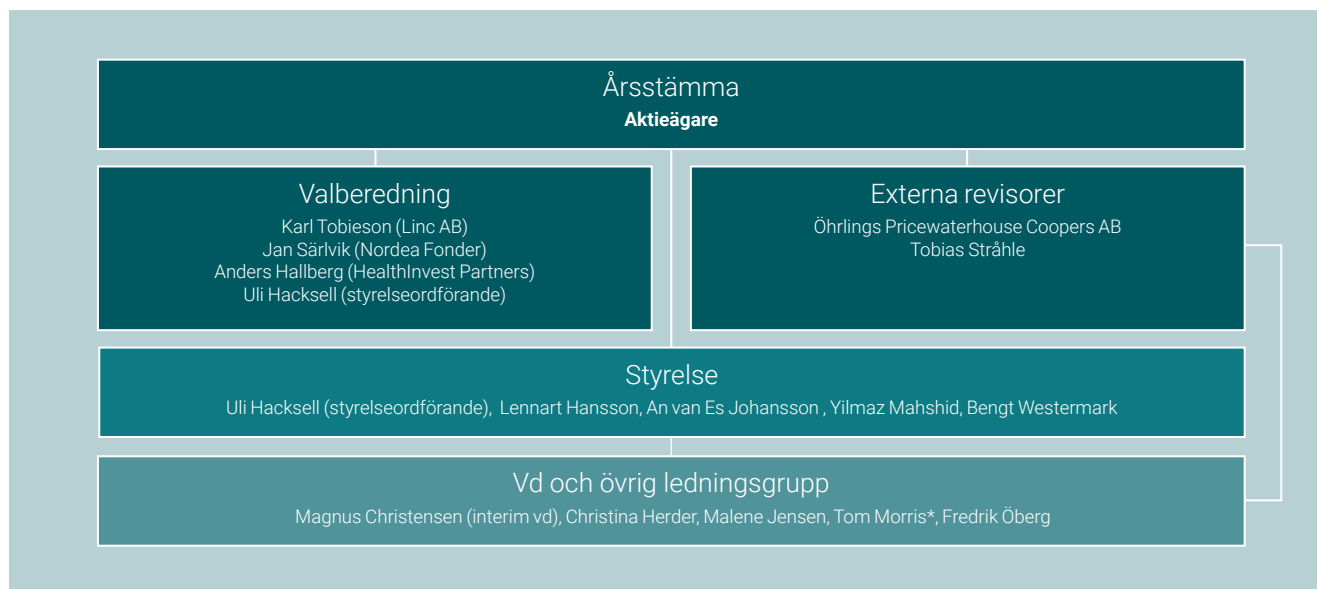 Årsstämma
Aktieägare
Valberedning
Karl Tobieson (Linc AB)
Jan Särlvik (Nordea Fonder)
Anders Hallberg (HealthInvest Partners)
Uli Hacksell (styrelseordförande)
Externa revisorer
Öhrlings Pricewaterhouse Coopers AB
Tobias Stråhle
Styrelse
Uli Hacksell (styrelseordförande), Lennart Hansson, An van Es Johansson , Yilmaz Mahshid, Bengt Westermark
Vd och övrig ledningsgrupp
Magnus Christensen (interim vd), Christina Herder, Malene Jensen, Tom Morris*, Fredrik Öberg